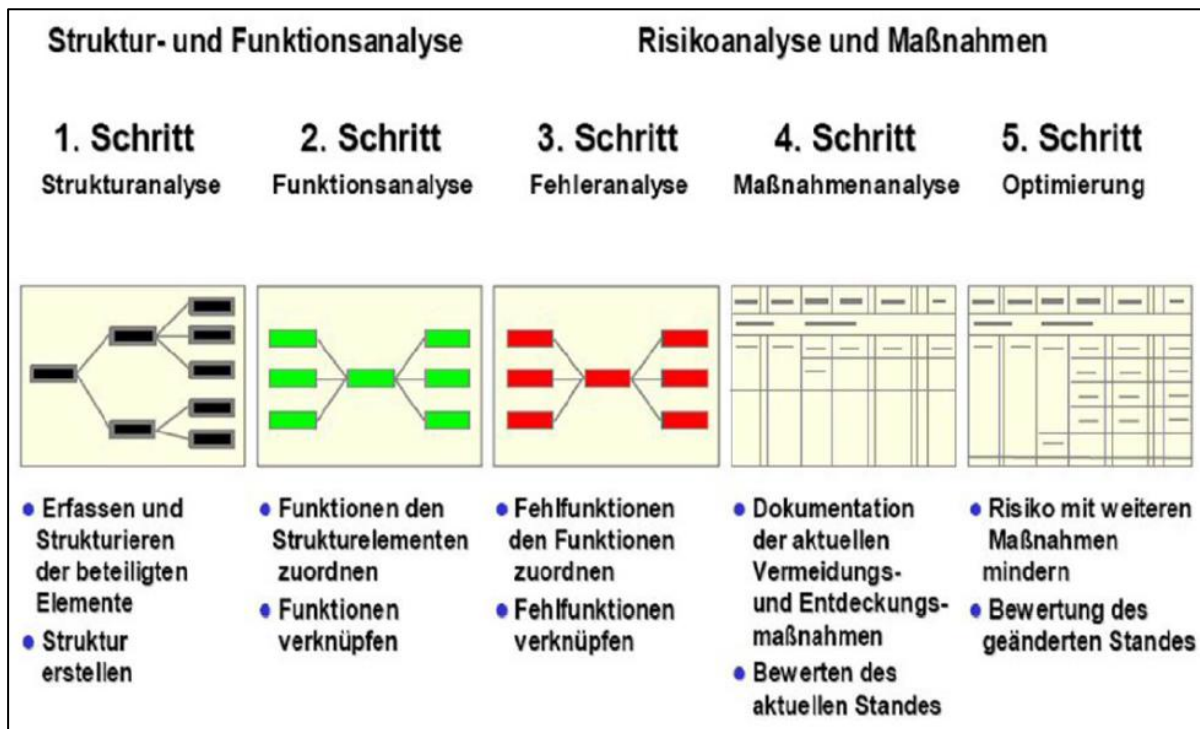 Struktur- und Funktionsanalyse
Risikoanalyse und Maßnahmen
1. Schritt
Strukturanalyse
2. Schritt
Funktionsanalyse
3. Schritt
Fehleranalyse
4. Schritt
Maßnahmenanalyse
5. Schritt
Optimierung
Erfassen und
Strukturieren
der beteiligten
Elemente
Struktur
erstellen
Funktionen den
Strukturelementen
zuordnen
Funktionen
verknüpfen
Fehlfunktionen
den Funktionen
zuordnen
Fehlfunktionen
verknüpfen
Dokumentation
der aktuellen
Vermeidungs-
und Entdeckungs-
maßnahmen
Bewerten des
aktuellen Standes
Risiko mit weiteren
Maßnahmen
mindern
Bewertung des
geänderten Standes